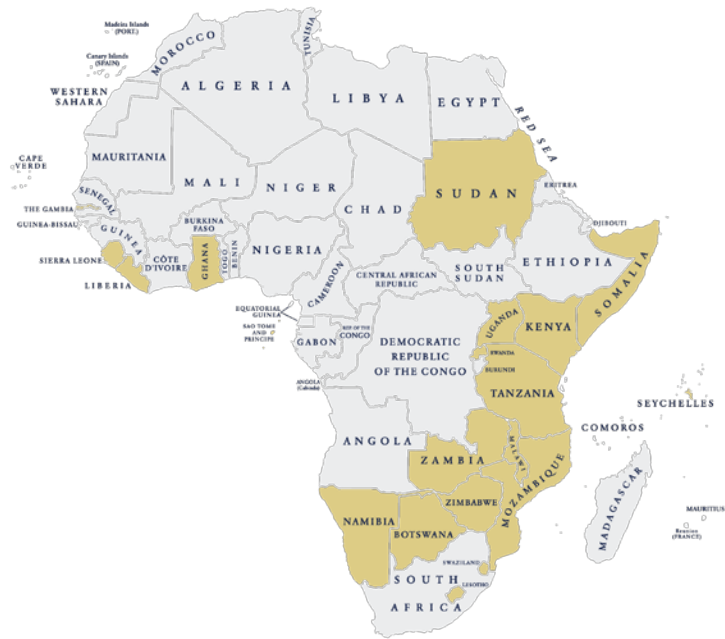 Madeira Islands
(PORT.)
Canary Islands
(SPAIN)
MOROCCO
TUNISIA
ALGERIA
LIBYA
EGYPT
WESTERN
SAHARA
RED SEA
CAPE
VERDE
MAURITANIA
MALI
NIGER
CHAD
SUDAN
ERITREA
SENEGAL
THE GAMBIA
GUINEA-BISSAU
GUINEA
BURKINA
FASO
DJIBOUTI
SIERRA LEONE
LIBERIA
CÔTE
D'IVOIRE
GHANA
TOGO
BENIN
NIGERIA
CAMEROON
CENTRAL AFRICAN
REPUBLIC
SOUTH
SUDAN
ETHIOPIA
SOMALIA
EQUATORIAL
GUINEA
SAO TOME
AND
PRINCIPE
GABON
REP OF THE
CONGO
DEMOCRATIC
REPUBLIC
OF THE CONGO
UGANDA
KENYA
RWANDA
BURUNDI
TANZANIA
ANGOLA
(Cabinda)
SEYCHELLES
COMOROS
ANGOLA
ZAMBIA
MALAWI
MOZAMBIQUE
MADAGASCAR
MAURITIUS
Reunion
(FRANCE)
NAMIBIA
ZIMBABWE
BOTSWANA
SWAZILAND
LESOTHO
SOUTH
AFRICA